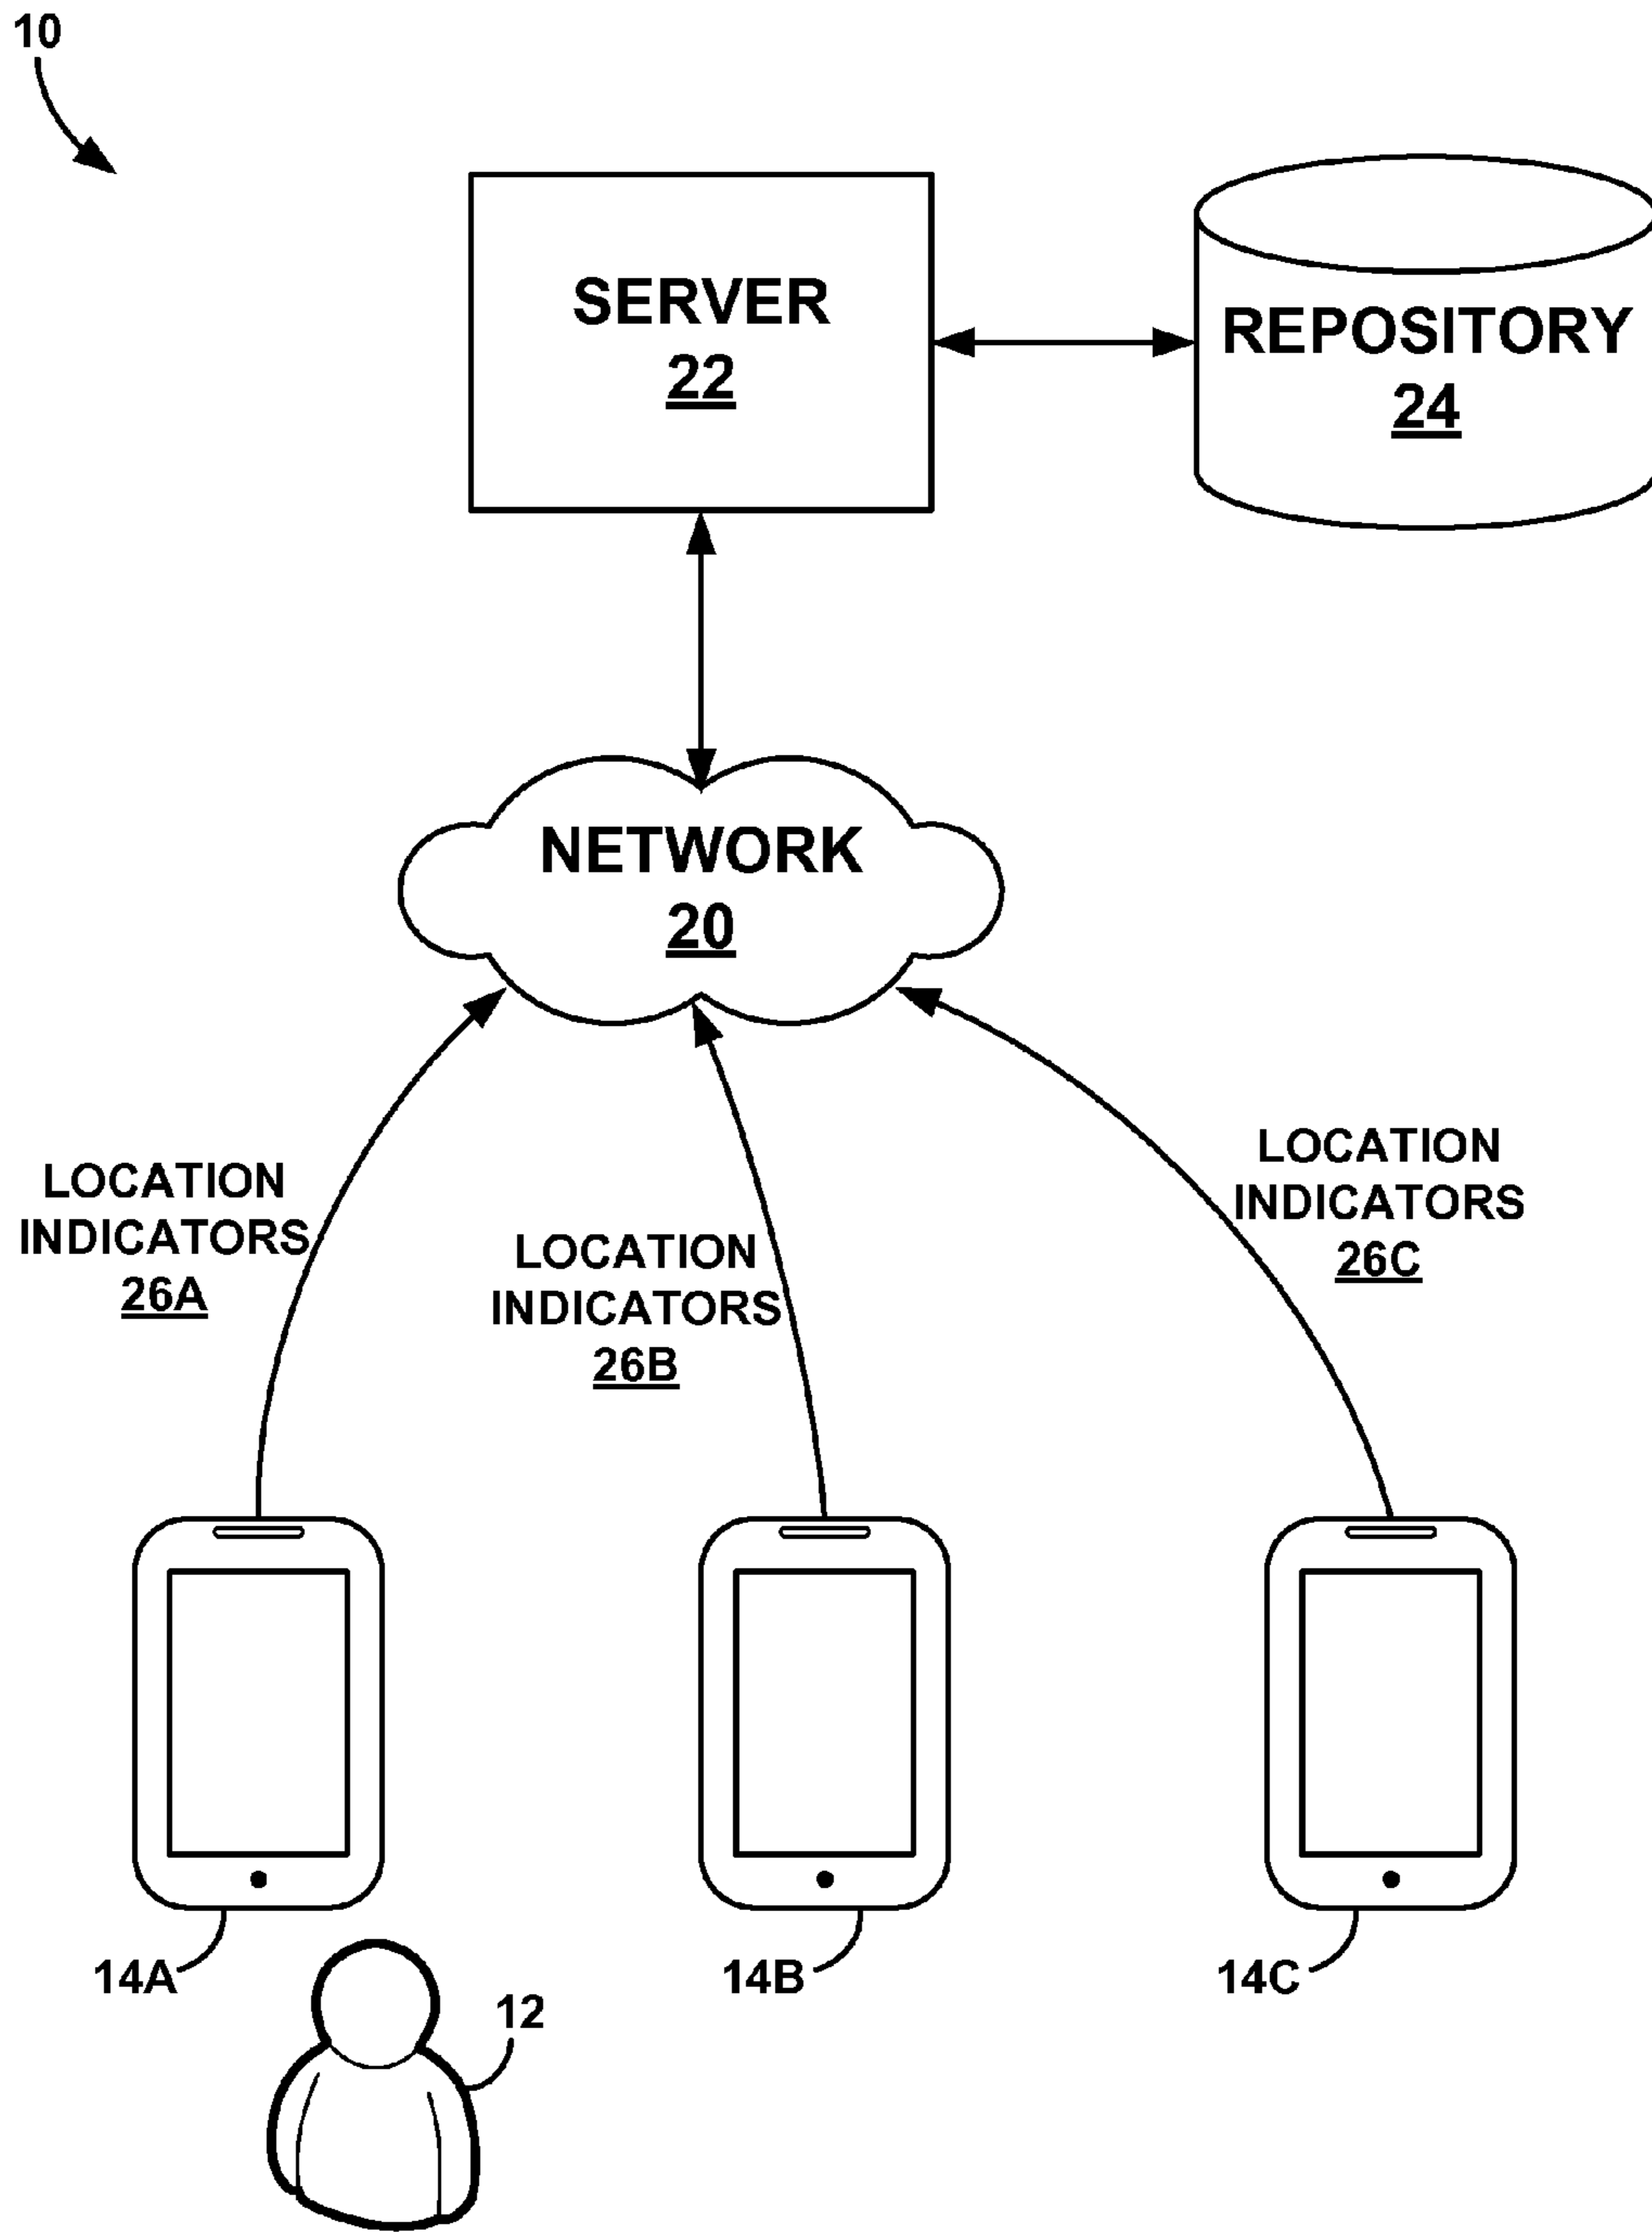 10
SERVER
22
REPOSITORY
24
NETWORK
20
LOCATION
INDICATORS
26A
LOCATION
INDICATORS
26B
LOCATION
INDICATORS
26C
14A
14B
14C
12